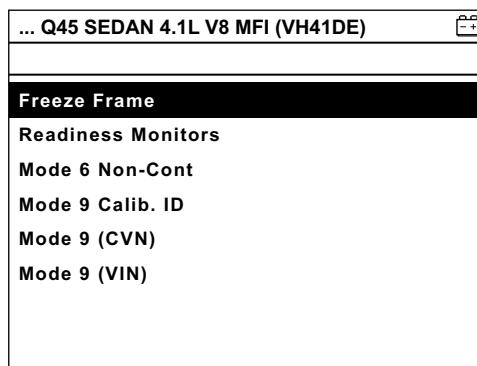 ... Q45 SEDAN 4.1L V8 MFI (VH41DE)
Freeze Frame
Readiness Monitors
Mode 6 Non-Cont
Mode 9 Calib. ID
Mode 9 (CVN)
Mode 9 (VIN)